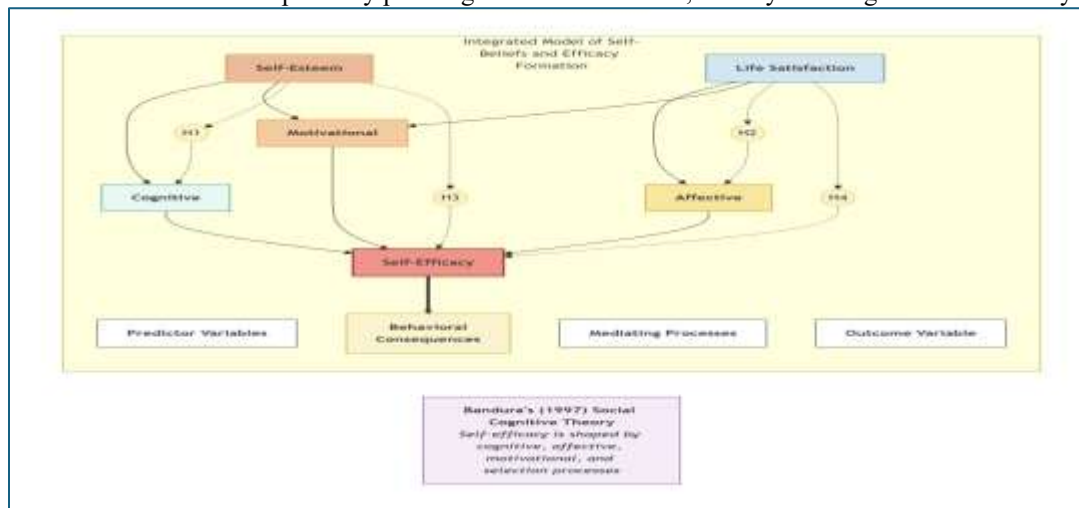 Integrated Model of Self-
Beliefs and Efficacy
Formation
Self-Esteem
Life Satisfaction
H1
Motivational
H2
Cognitive
H3
Affective
H4
Self-Efficacy
Predictor Variables
Behavioral
Consequences
Mediating Processes
Outcome Variable
Bandura's (1997) Social
Cognitive Theory
Self-efficacy is shaped by
cognitive, affective,
motivational, and
selection processes